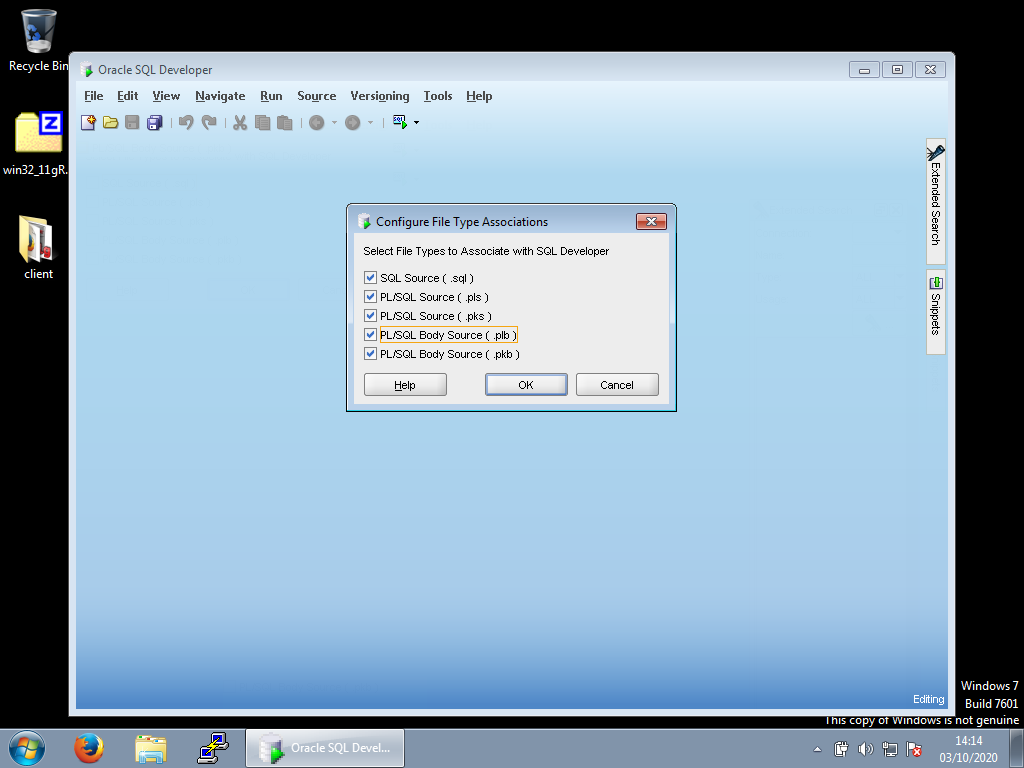 Recycle Bin
win32_11gR.
client
Oracle SQL Developer
File Edit View Navigate Run Source Versioning Tools Help
Configure File Type Associations
Select File Types to Associate with SQL Developer
SQL Source ( .sql )
PL/SQL Source ( .pls )
PL/SQL Source ( .pks )
PL/SQL Body Source ( .plb )
PL/SQL Body Source ( .pkb )
Help OK Cancel
Extended Search
Snippets
Editing
Windows 7
Build 7601
This copy of Windows is not genuine
Oracle SQL Devel...
14:14
03/10/2020